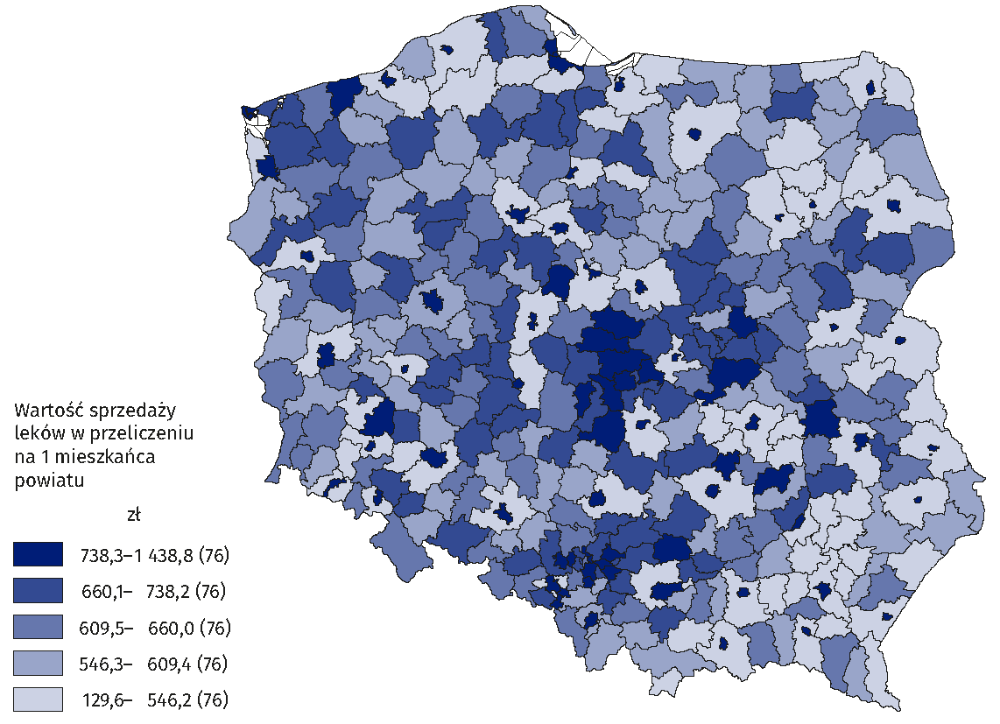 Wartość sprzedaży
leków w przeliczeniu
na 1 mieszkańca
powiatu
zł
738,3–1 438,8 (76)
660,1– 738,2 (76)
609,5– 660,0 (76)
546,3– 609,4 (76)
129,6– 546,2 (76)